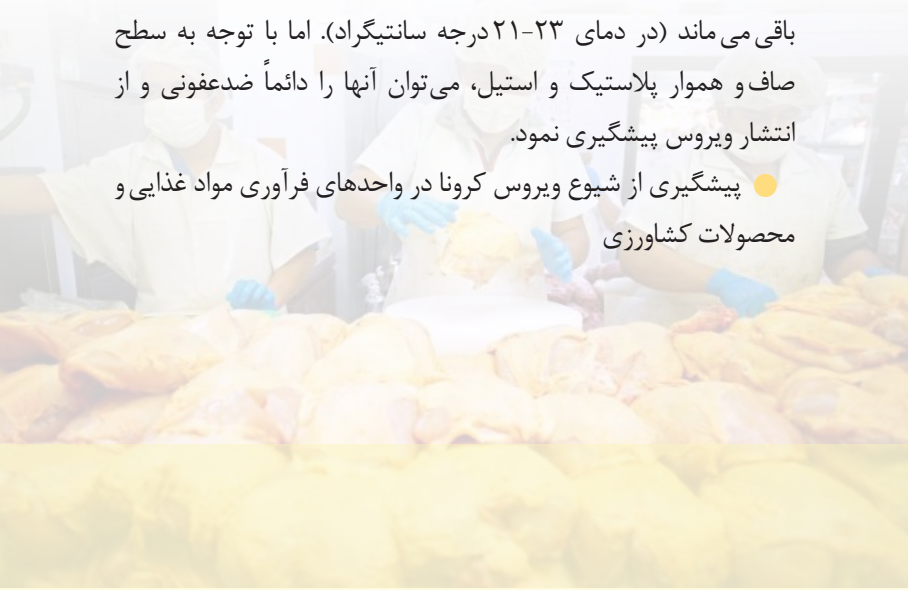 باقی می ماند (در دمای ۲۳-۲۱ درجه سانتیگراد). اما با توجه به سطح
صاف و هموار پلاستیک و استیل، می‌توان آنها را دائماً ضدعفونی و از
انتشار ویروس پیشگیری نمود.
پیشگیری از شیوع ویروس کرونا در واحدهای فرآوری مواد غذایی و
محصولات کشاورزی